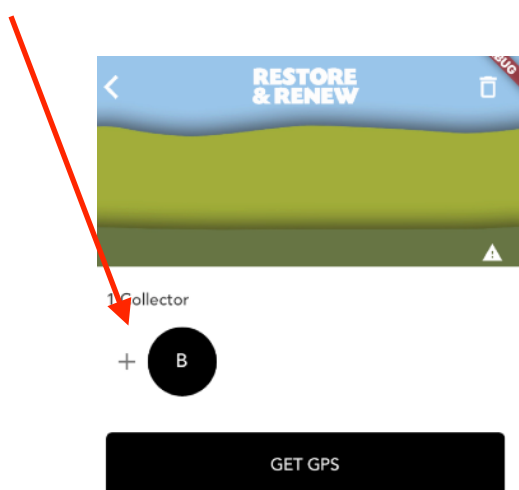 RESTORE
& RENEW
BUG
1 Collector
+
B
GET GPS